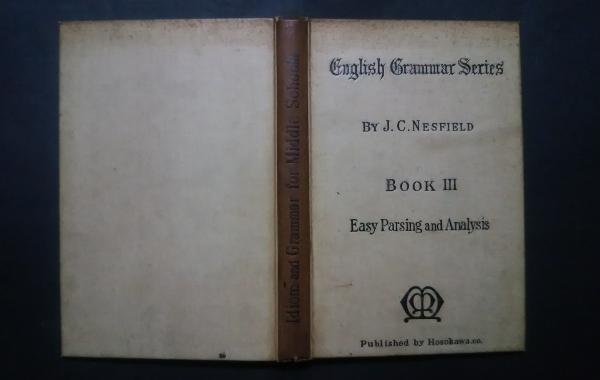 English Grammar Series
BY J. C. NESFIELD
BOOK III
Easy Parsing and Analysis
Published by Hosokawa.co.
Idiom and Grammar for Middle Schools